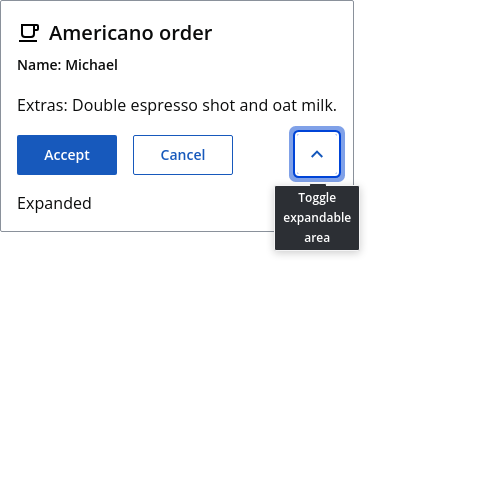 Americano order
Name: Michael
Extras: Double espresso shot and oat milk.
Accept
Cancel
Expanded
Toggle
expandable
area